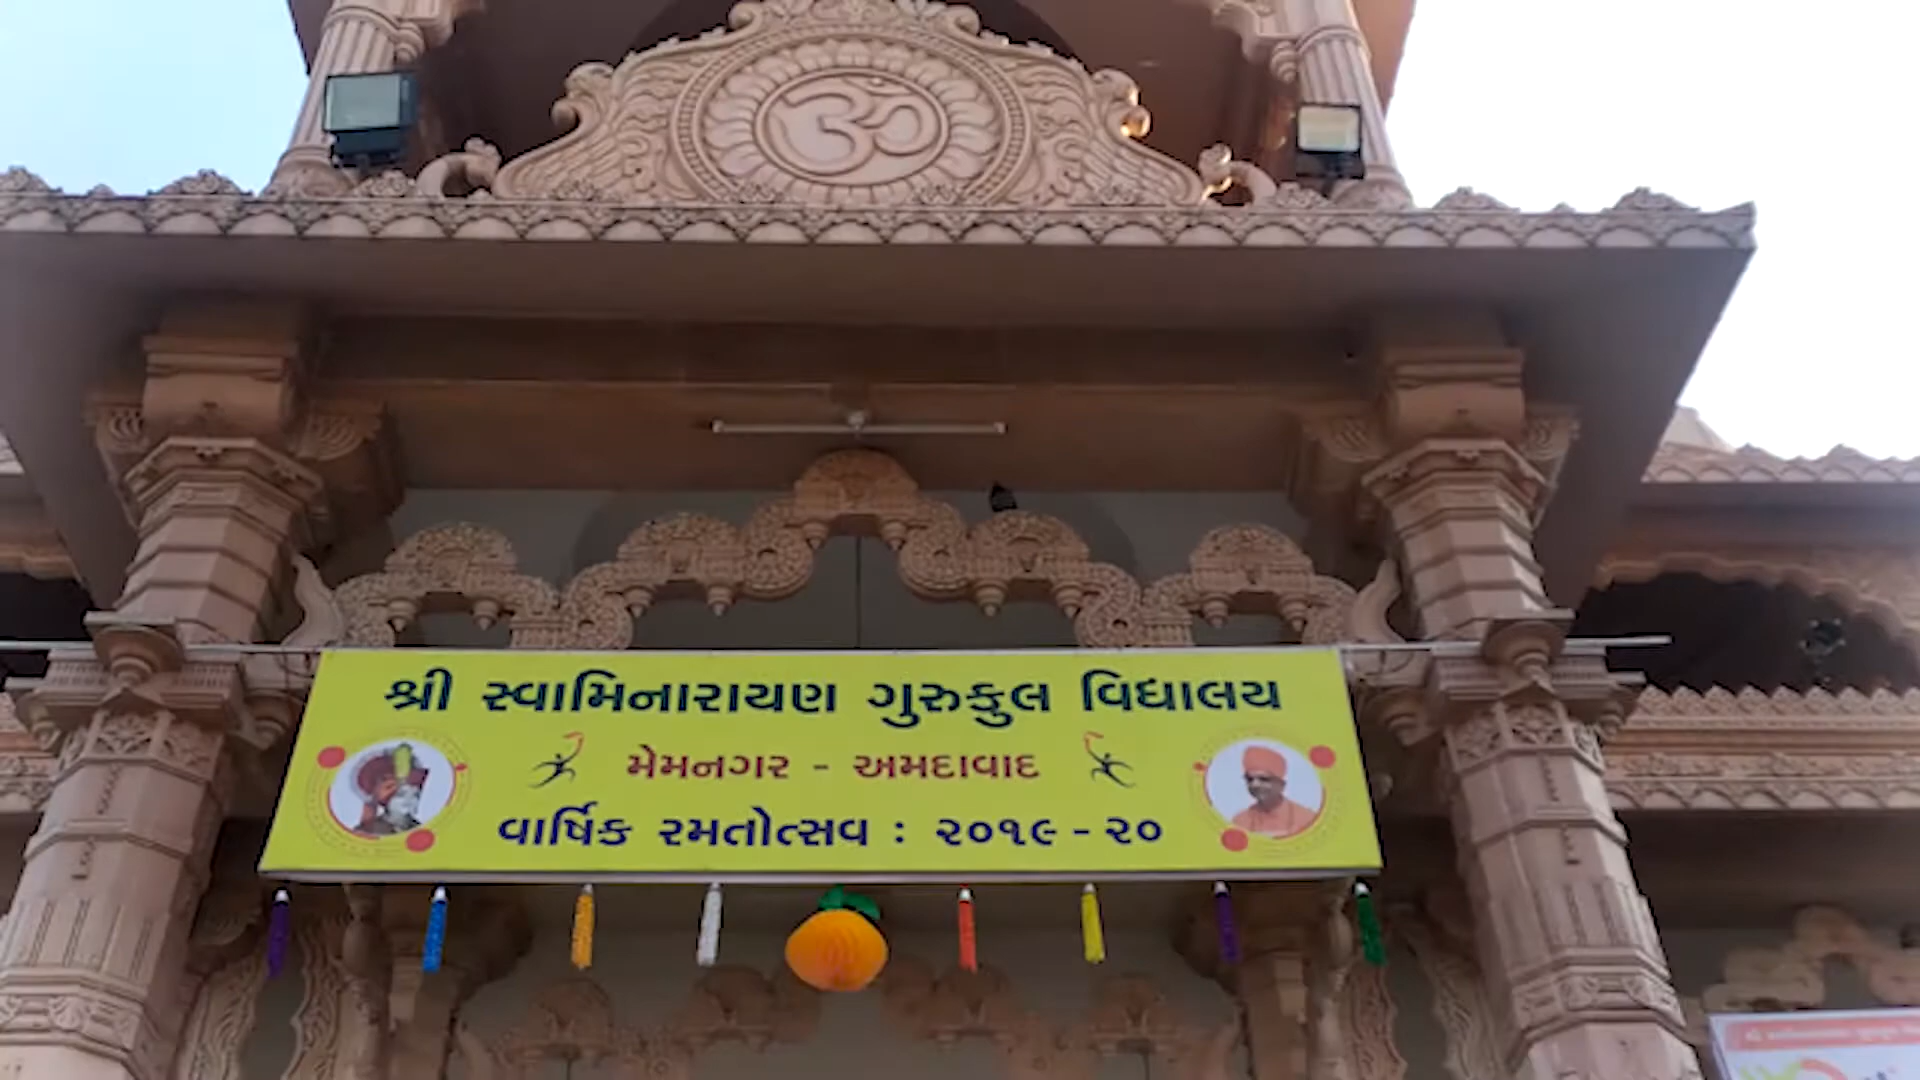 ૐ
શ્રી સ્વામિનારાયણ ગુરુકુલ વિદ્યાલય
મેમનગર - અમદાવાદ
વાર્ષિક રમતોત્સવ : ૨૦૧૯ - ૨૦